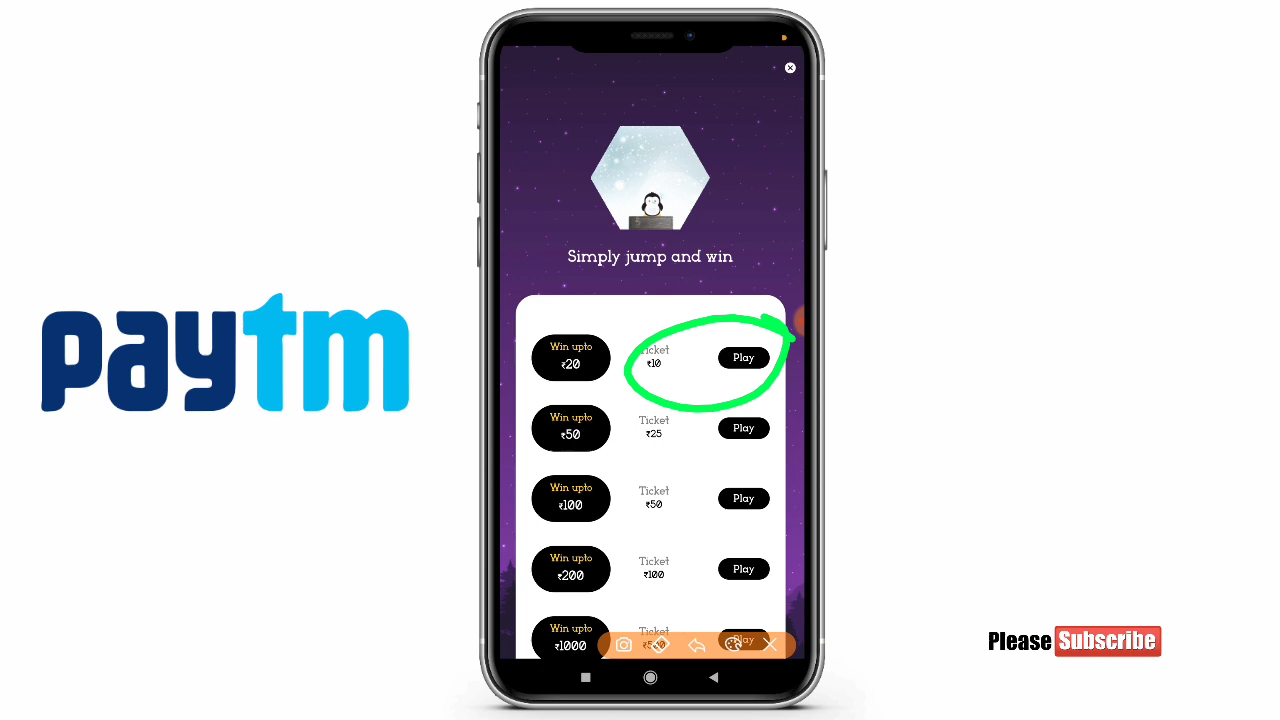 paytm
Simply jump and win
Win upto
₹20
Ticket
₹10
Play
Win upto
₹50
Ticket
₹25
Play
Win upto
₹100
Ticket
₹50
Play
Win upto
₹200
Ticket
₹100
Play
Win upto
₹1000
Ticket
Play
Please Subscribe